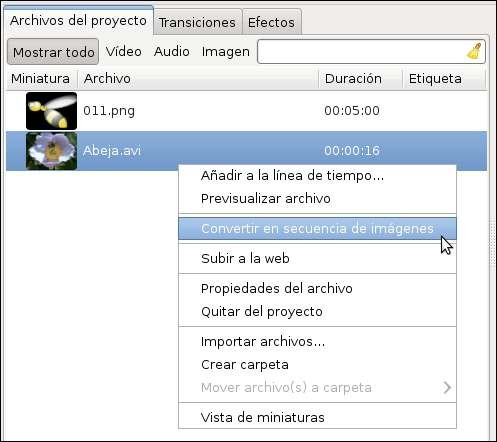 Archivos del proyecto Transiciones Efectos
Mostrar todo Vídeo Audio Imagen
Miniatura Archivo Duración Etiqueta
011.png 00:05:00
Abeja.avi 00:00:16
Añadir a la línea de tiempo...
Previsualizar archivo
Convertir en secuencia de imágenes
Subir a la web
Propiedades del archivo
Quitar del proyecto
Importar archivos...
Crear carpeta
Mover archivo(s) a carpeta
Vista de miniaturas